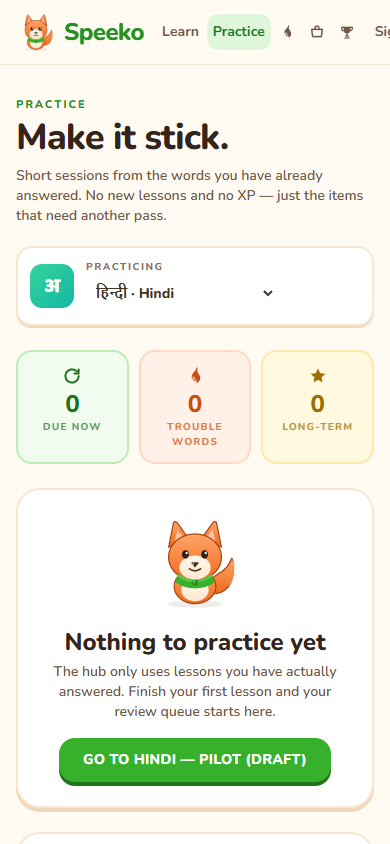 Speeko Learn Practice Sig
PRACTICE
Make it stick.
Short sessions from the words you have already
answered. No new lessons and no XP — just the items
that need another pass.
अ
PRACTICING
हिन्दी · Hindi
0 0 0
DUE NOW TROUBLE WORDS LONG-TERM
Nothing to practice yet
The hub only uses lessons you have actually
answered. Finish your first lesson and your
review queue starts here.
GO TO HINDI — PILOT (DRAFT)